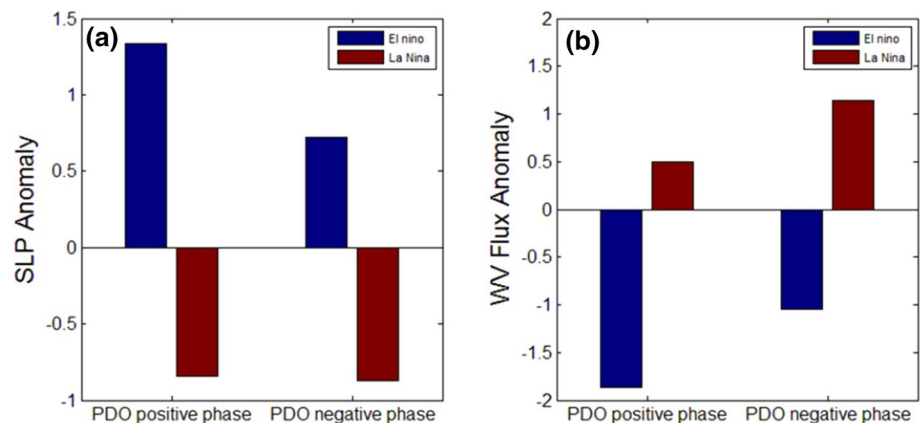 (a)
El nino
La Nina
SLP Anomaly
1.5
1
0.5
0
-0.5
-1
PDO positive phase PDO negative phase
(b)
El nino
La Nina
WV Flux Anomaly
2
1.5
1
0.5
0
-0.5
-1
-1.5
-2
PDO positive phase PDO negative phase